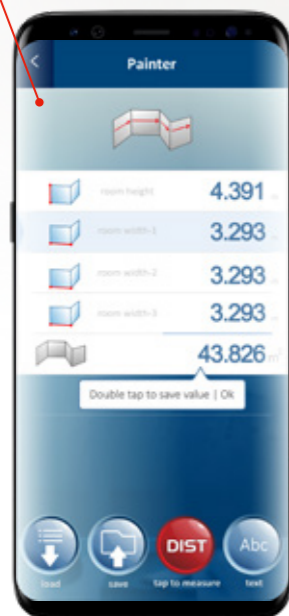 Painter
room height 4.391
room width-1 3.293
room width-2 3.293
room width-3 3.293
43.826 m²
Double tap to save value | Ok
DIST
Abc
load save tap to measure text